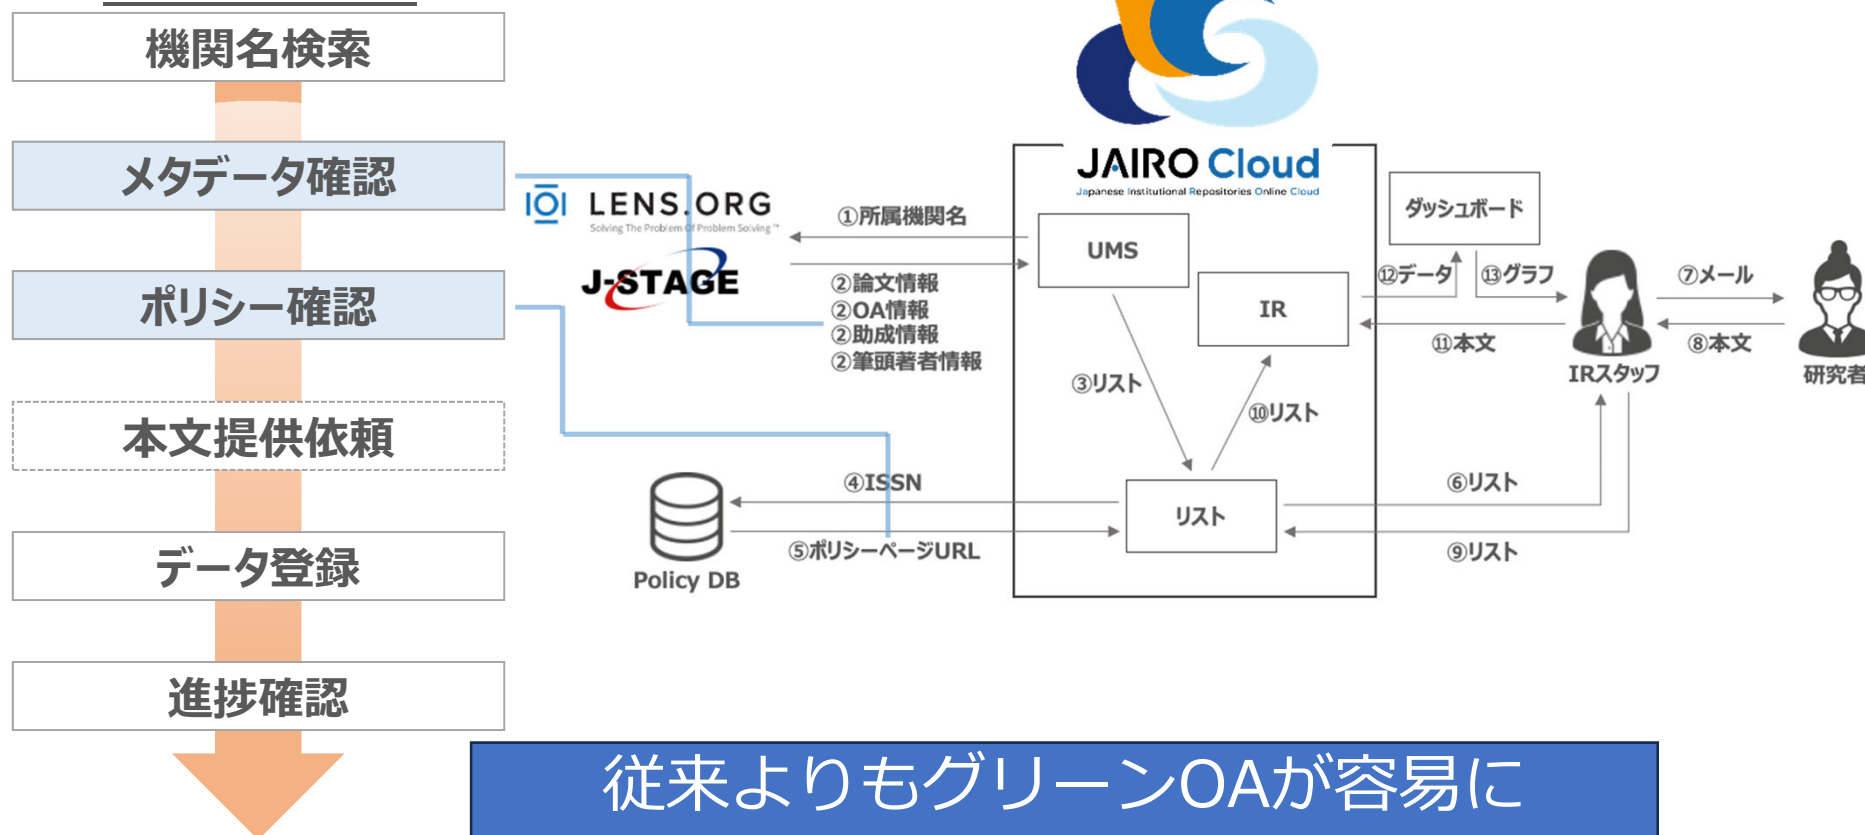 機関名検索
メタデータ確認
ポリシー確認
本文提供依頼
データ登録
進捗確認
LENS.ORG
Solving The Problem Of Problem Solving™
J-STAGE
①所属機関名
②論文情報
②OA情報
②助成情報
②筆頭著者情報
JAIRO Cloud
Japanese Institutional Repositories Online Cloud
UMS
IR
③リスト
⑩リスト
リスト
④ISSN
⑤ポリシーページURL
Policy DB
ダッシュボード
⑫データ
⑬グラフ
⑪本文
IRスタッフ
⑦メール
⑧本文
研究者
⑥リスト
⑨リスト
従来よりもグリーンOAが容易に